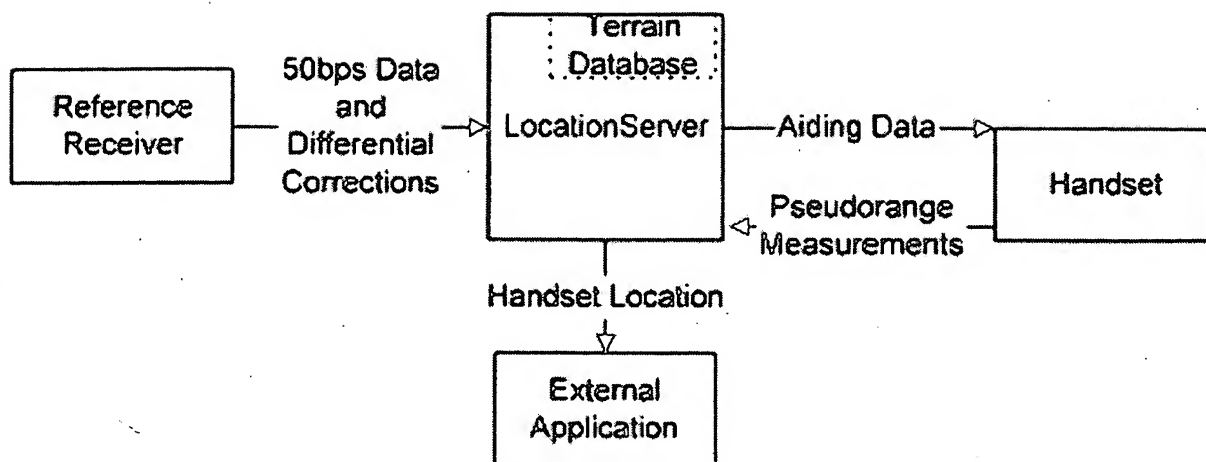 Terrain
Database
50bps Data
and
Differential
Corrections
Reference
Receiver
LocationServer
Aiding Data
Handset
Pseudorange
Measurements
Handset Location
External
Application